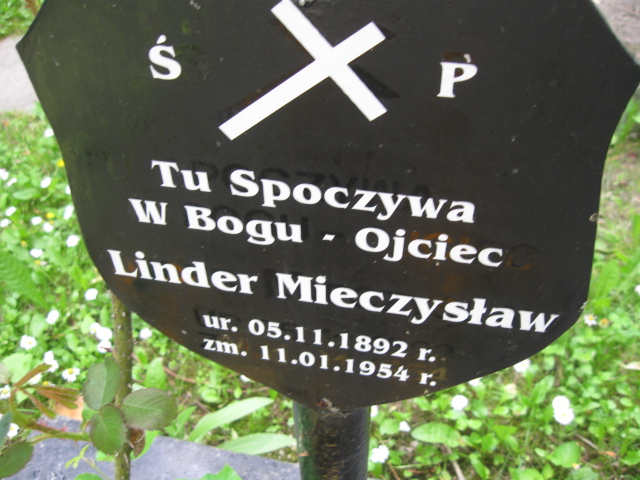 Ś P
Tu Spoczywa
W Bogu - Ojciec
Linder Mieczysław
ur. 05.11.1892 r.
zm. 11.01.1954 r.